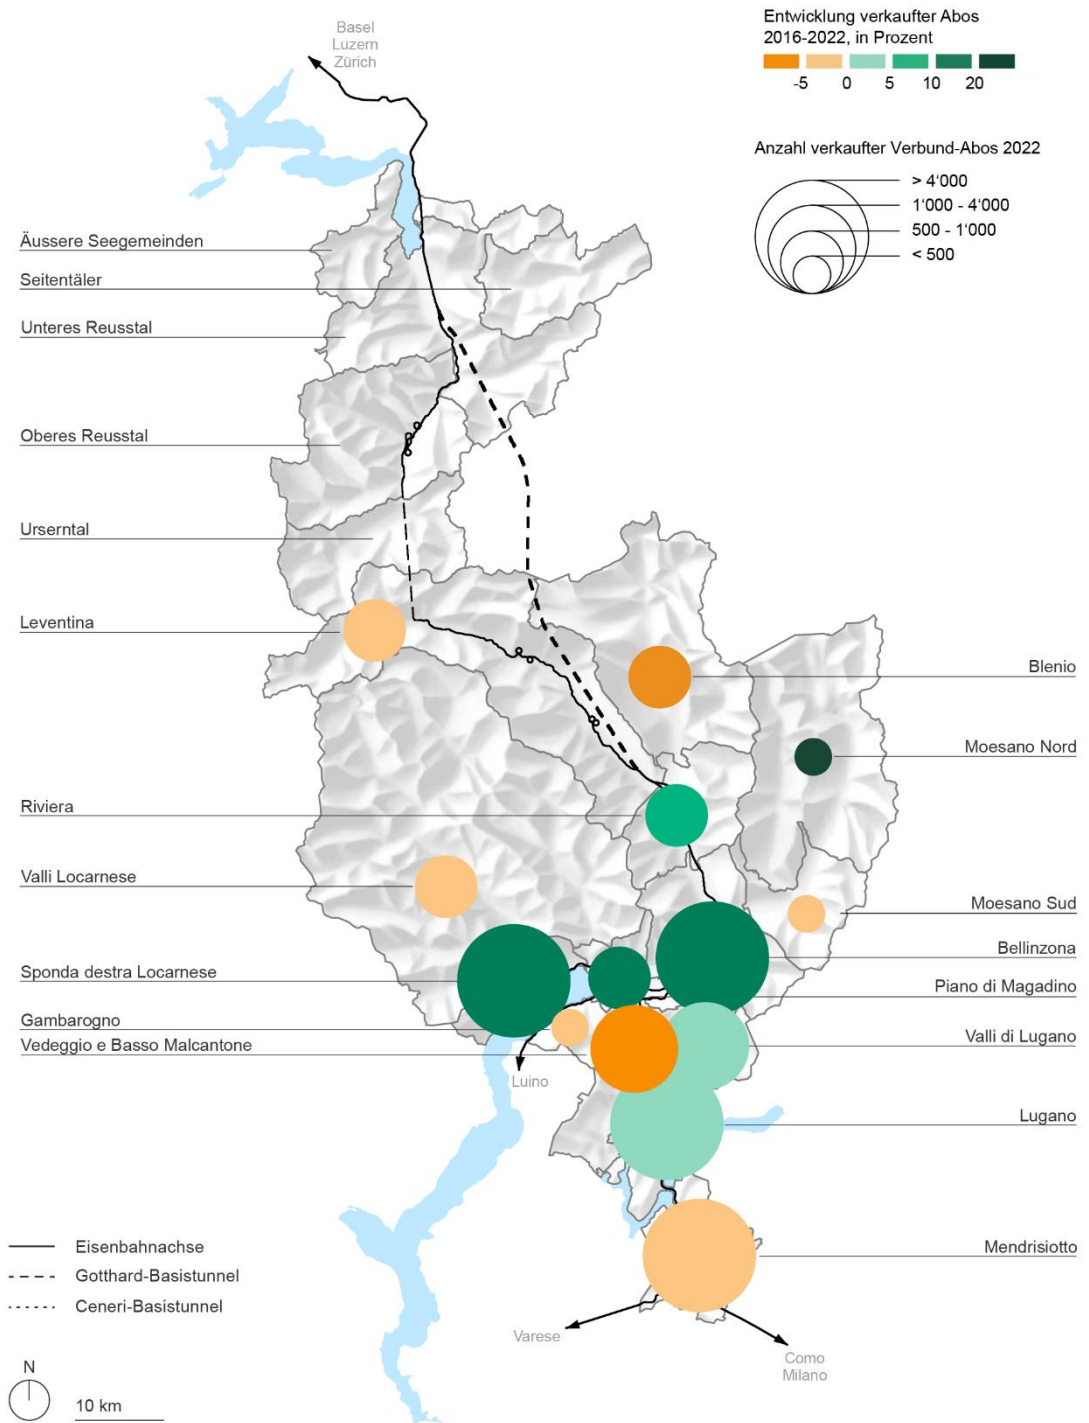 Entwicklung verkaufter Abos
2016-2022, in Prozent
-5 0 5 10 20
Anzahl verkaufter Verbund-Abos 2022
> 4'000
1'000 - 4'000
500 - 1'000
< 500
Basel
Luzern
Zürich
Äussere Seegemeinden
Seitentäler
Unteres Reusstal
Oberes Reusstal
Urserntal
Leventina
Blenio
Moesano Nord
Riviera
Valli Locarnese
Moesano Sud
Bellinzona
Sponda destra Locarnese
Piano di Magadino
Gambarogno
Valli di Lugano
Vedeggio e Basso Malcantone
Luino
Lugano
Mendrisiotto
Eisenbahnachse
Gotthard-Basistunnel
Ceneri-Basistunnel
Varese
Como
Milano
N
10 km